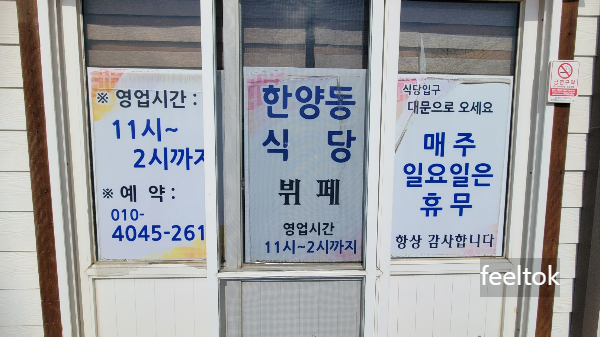 ※ 영업시간 :
11시~
2시까지
※ 예 약 :
010-
4045-261
한양동
식 당
뷔 페
영업시간
11시~2시까지
식당입구
대문으로 오세요
매 주
일요일은
휴 무
항상 감사합니다
feeltok